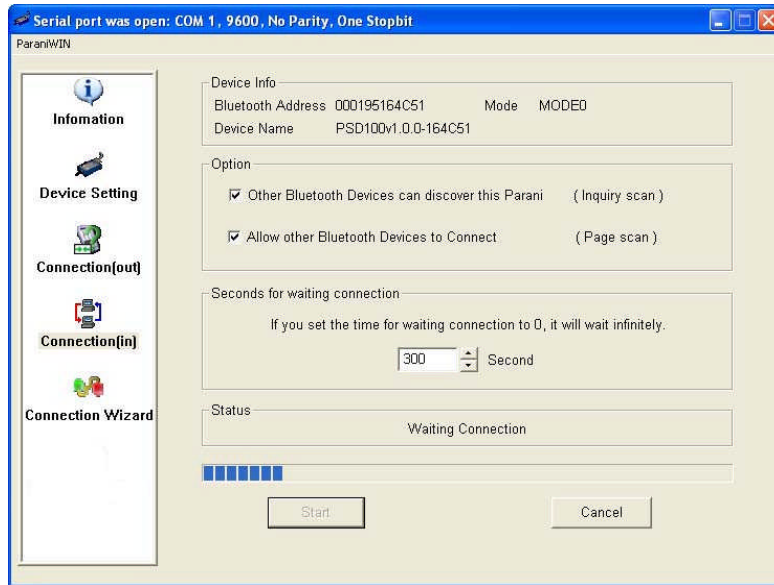 Serial port was open: COM 1, 9600, No Parity, One Stopbit
ParaniWIN
Infomation
Device Setting
Connection(out)
Connection(in)
Connection Wizard
Device Info
Bluetooth Address 000195164C51 Mode MODE0
Device Name PSD100v1.0.0-164C51
Option
Other Bluetooth Devices can discover this Parani ( Inquiry scan )
Allow other Bluetooth Devices to Connect ( Page scan )
Seconds for waiting connection
If you set the time for waiting connection to 0, it will wait infinitely.
300 Second
Status
Waiting Connection
Start Cancel